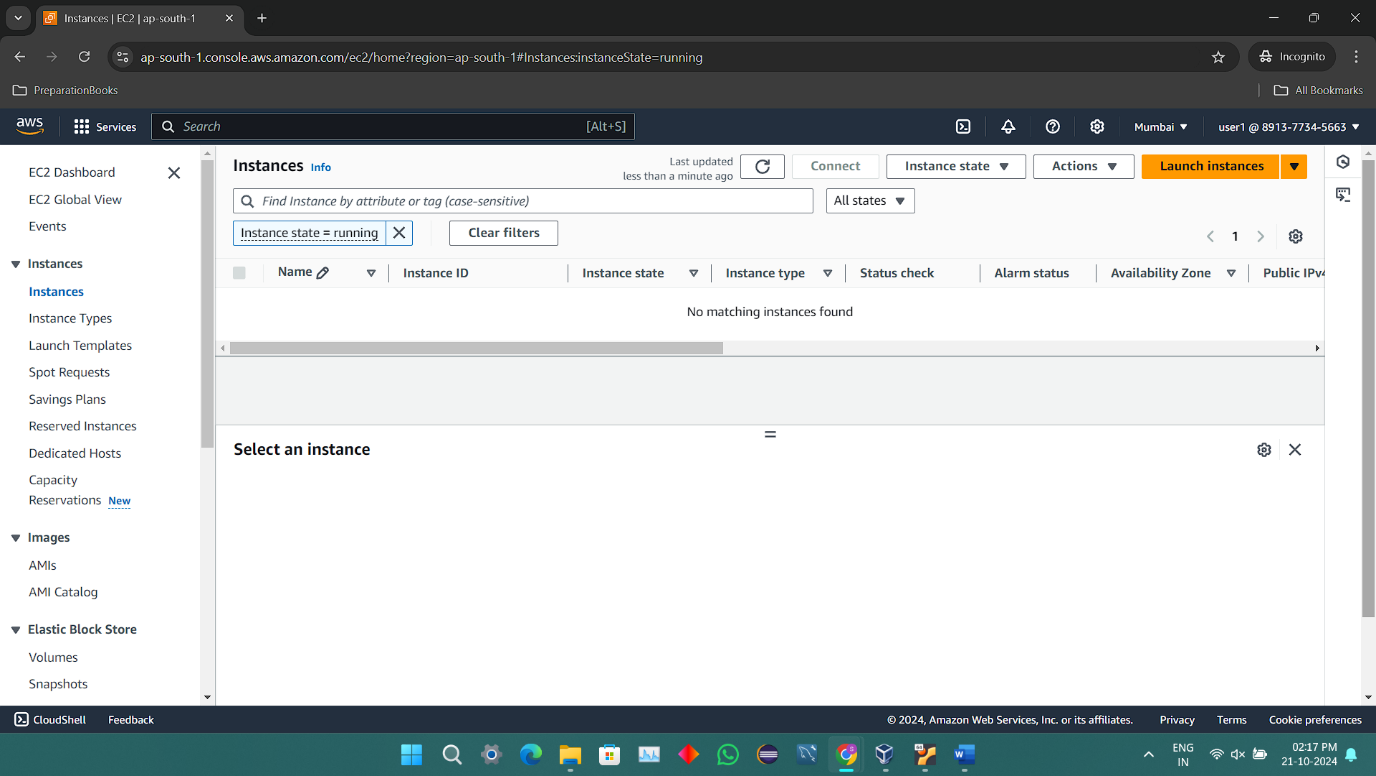 Instances | EC2 | ap-south-1
ap-south-1.console.aws.amazon.com/ec2/home?region=ap-south-1#Instances:instanceState=running
Incognito
PreparationBooks
All Bookmarks
aws
Services
Search
[Alt+S]
Mumbai
user1 @ 8913-7734-5663
EC2 Dashboard
EC2 Global View
Events
Instances
Instances
Instance Types
Launch Templates
Spot Requests
Savings Plans
Reserved Instances
Dedicated Hosts
Capacity
Reservations New
Images
AMIs
AMI Catalog
Elastic Block Store
Volumes
Snapshots
Instances Info
Last updated
less than a minute ago
Connect
Instance state
Actions
Launch instances
Find Instance by attribute or tag (case-sensitive)
All states
Instance state = running
Clear filters
1
Name
Instance ID
Instance state
Instance type
Status check
Alarm status
Availability Zone
Public IPv4
No matching instances found
Select an instance
CloudShell
Feedback
© 2024, Amazon Web Services, Inc. or its affiliates.
Privacy
Terms
Cookie preferences
ENG
IN
02:17 PM
21-10-2024